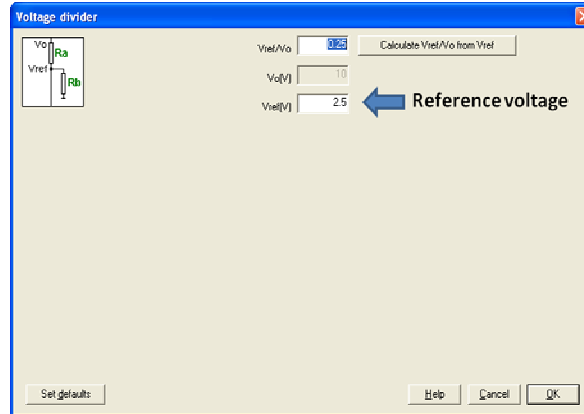 Voltage divider
Vo
Ra
Vref
Rb
Vref/Vo 0.25 Calculate Vref/Vo from Vref
Vo[V] 10
Vref[V] 2.5 Reference voltage
Set defaults Help Cancel OK